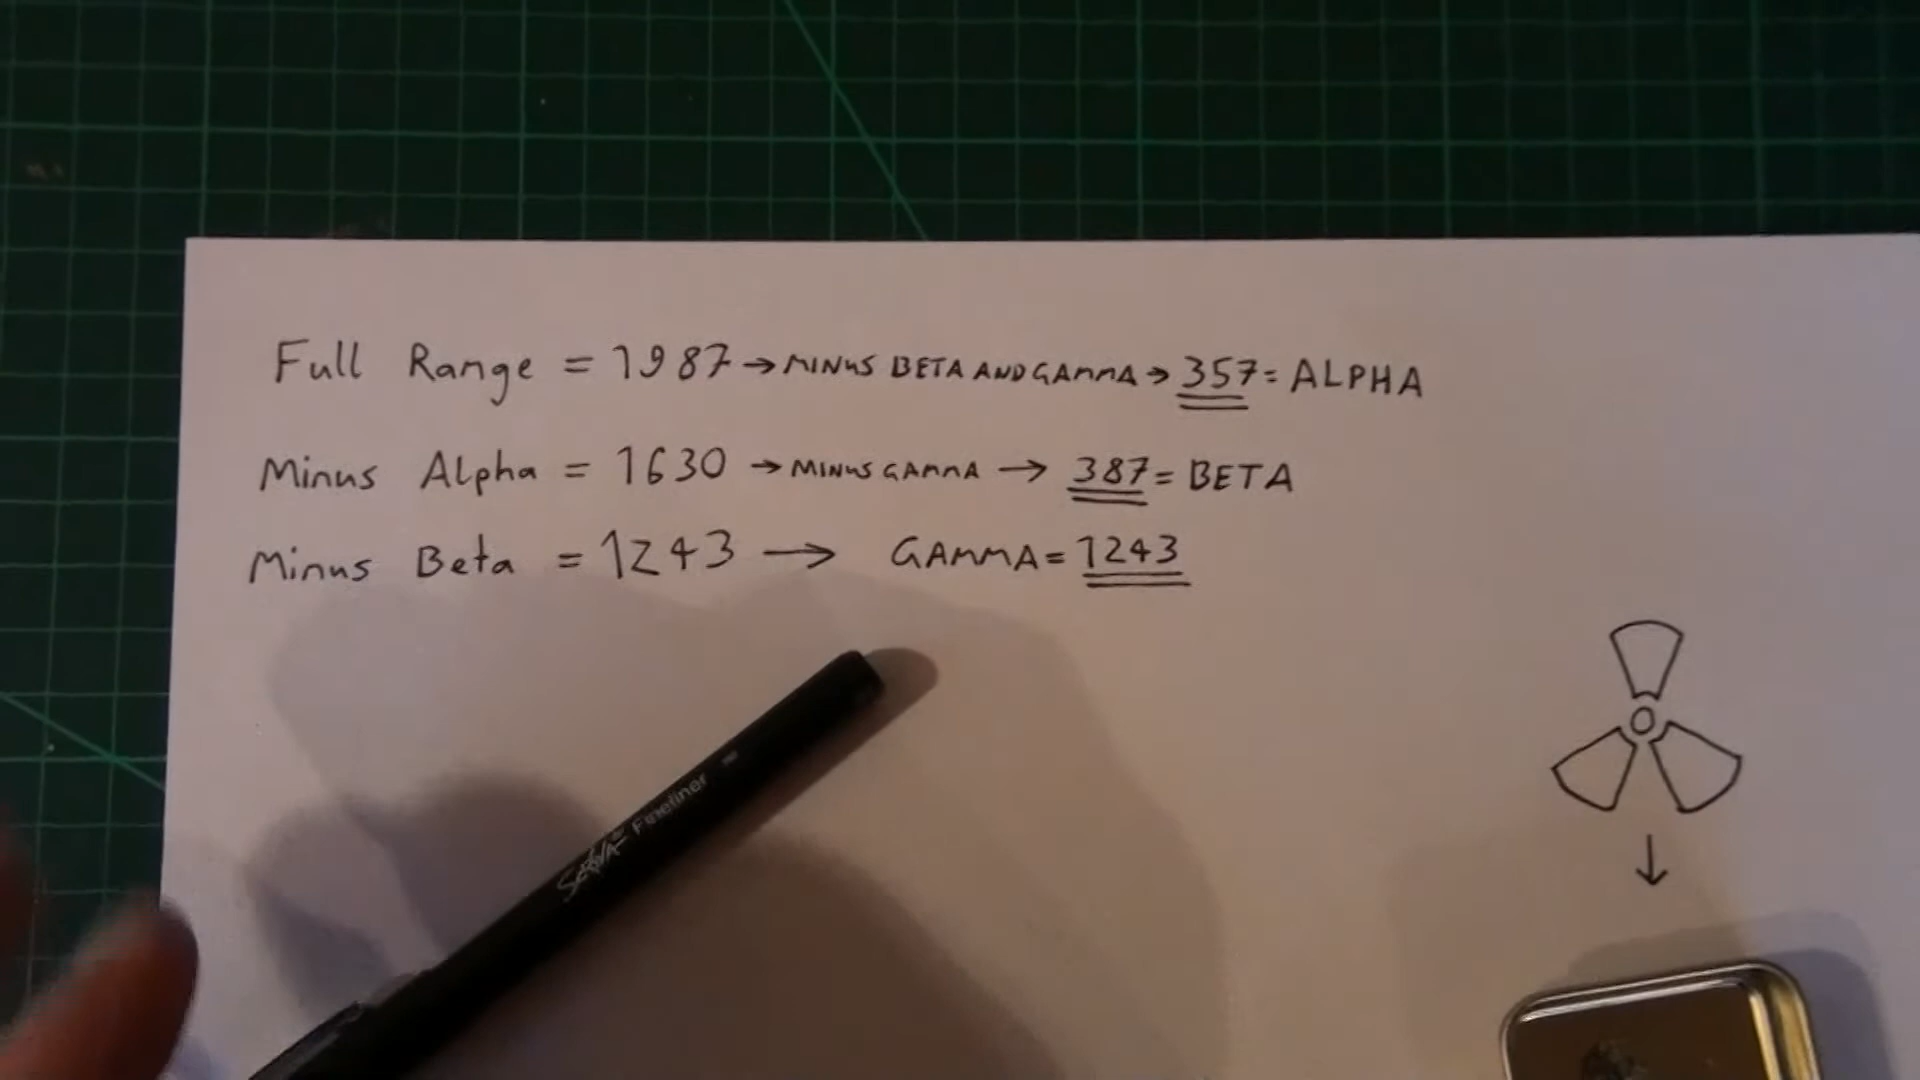 Full Range = 1987 → MINUS BETA AND GAMMA → 357 = ALPHA
Minus Alpha = 1630 → MINUS GAMMA → 387 = BETA
Minus Beta = 1243 → GAMMA = 1243
Fineliner